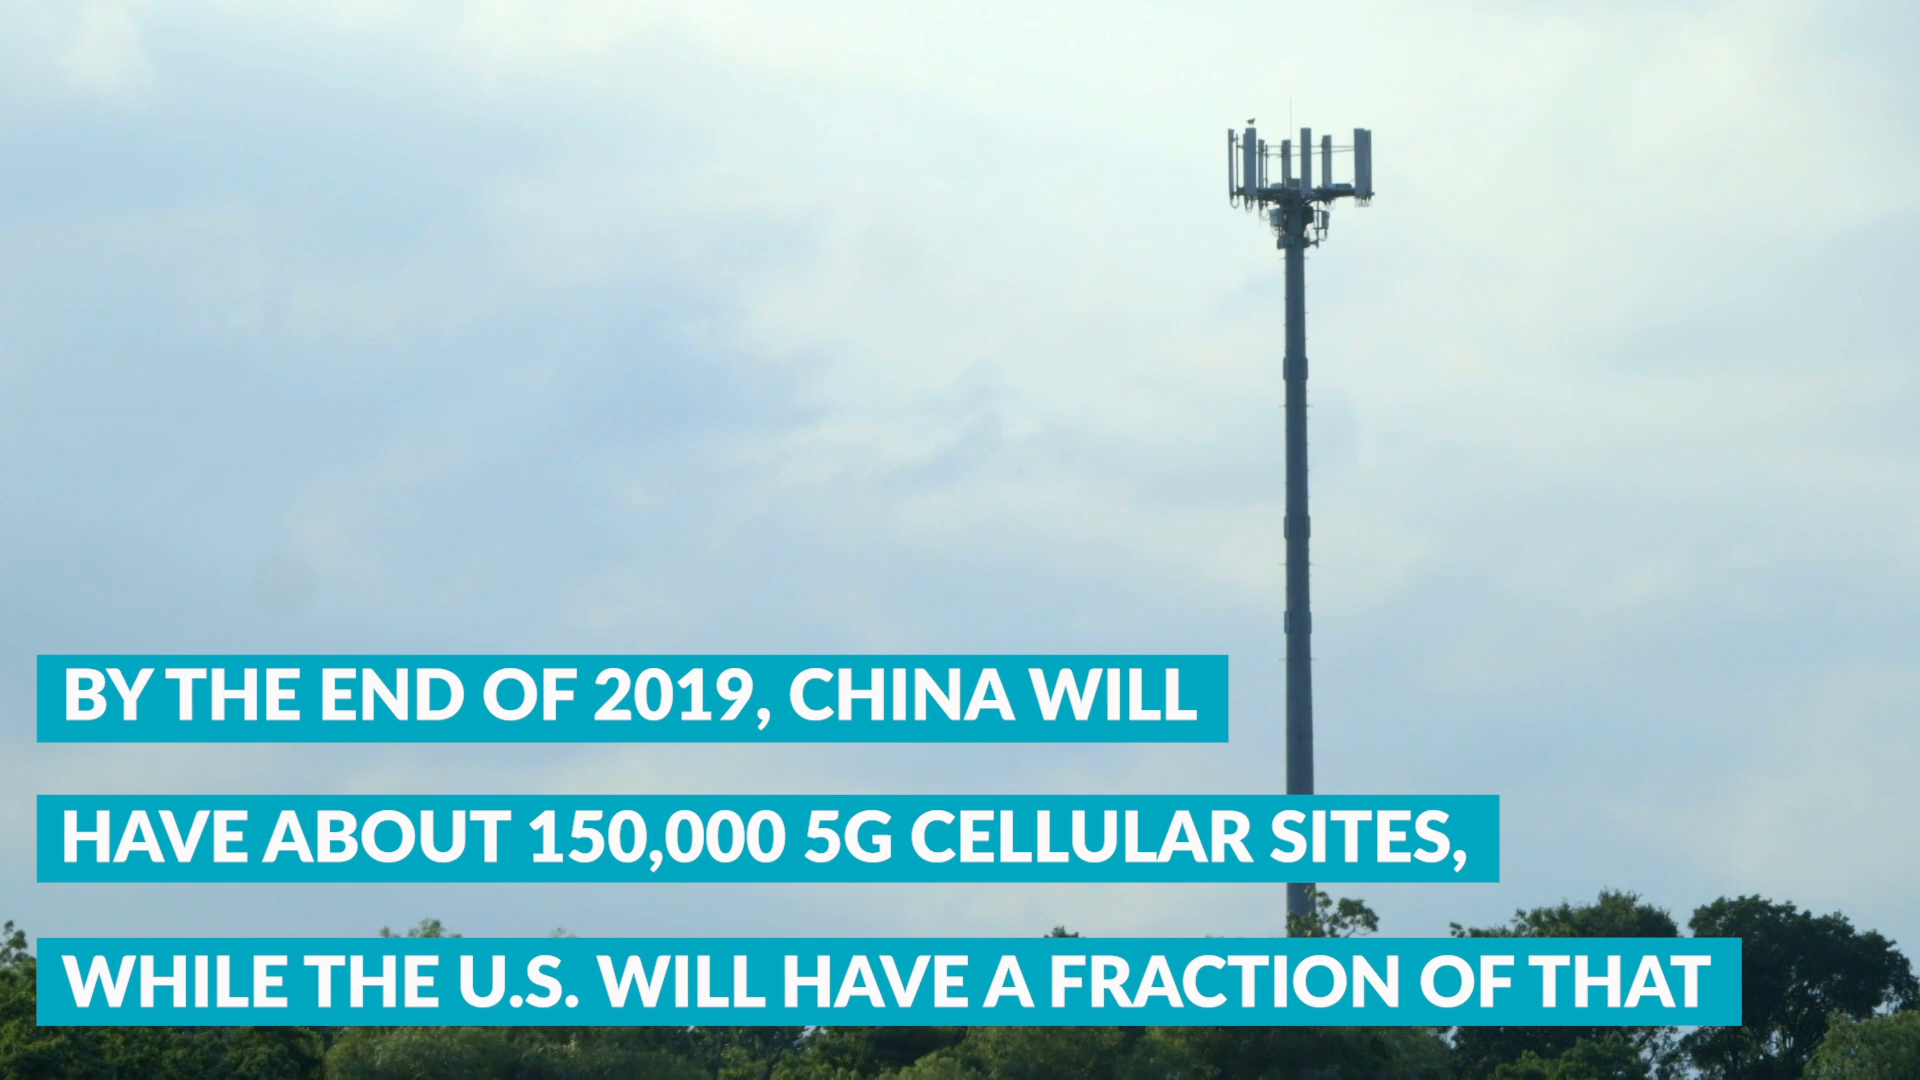 BY THE END OF 2019, CHINA WILL
HAVE ABOUT 150,000 5G CELLULAR SITES,
WHILE THE U.S. WILL HAVE A FRACTION OF THAT